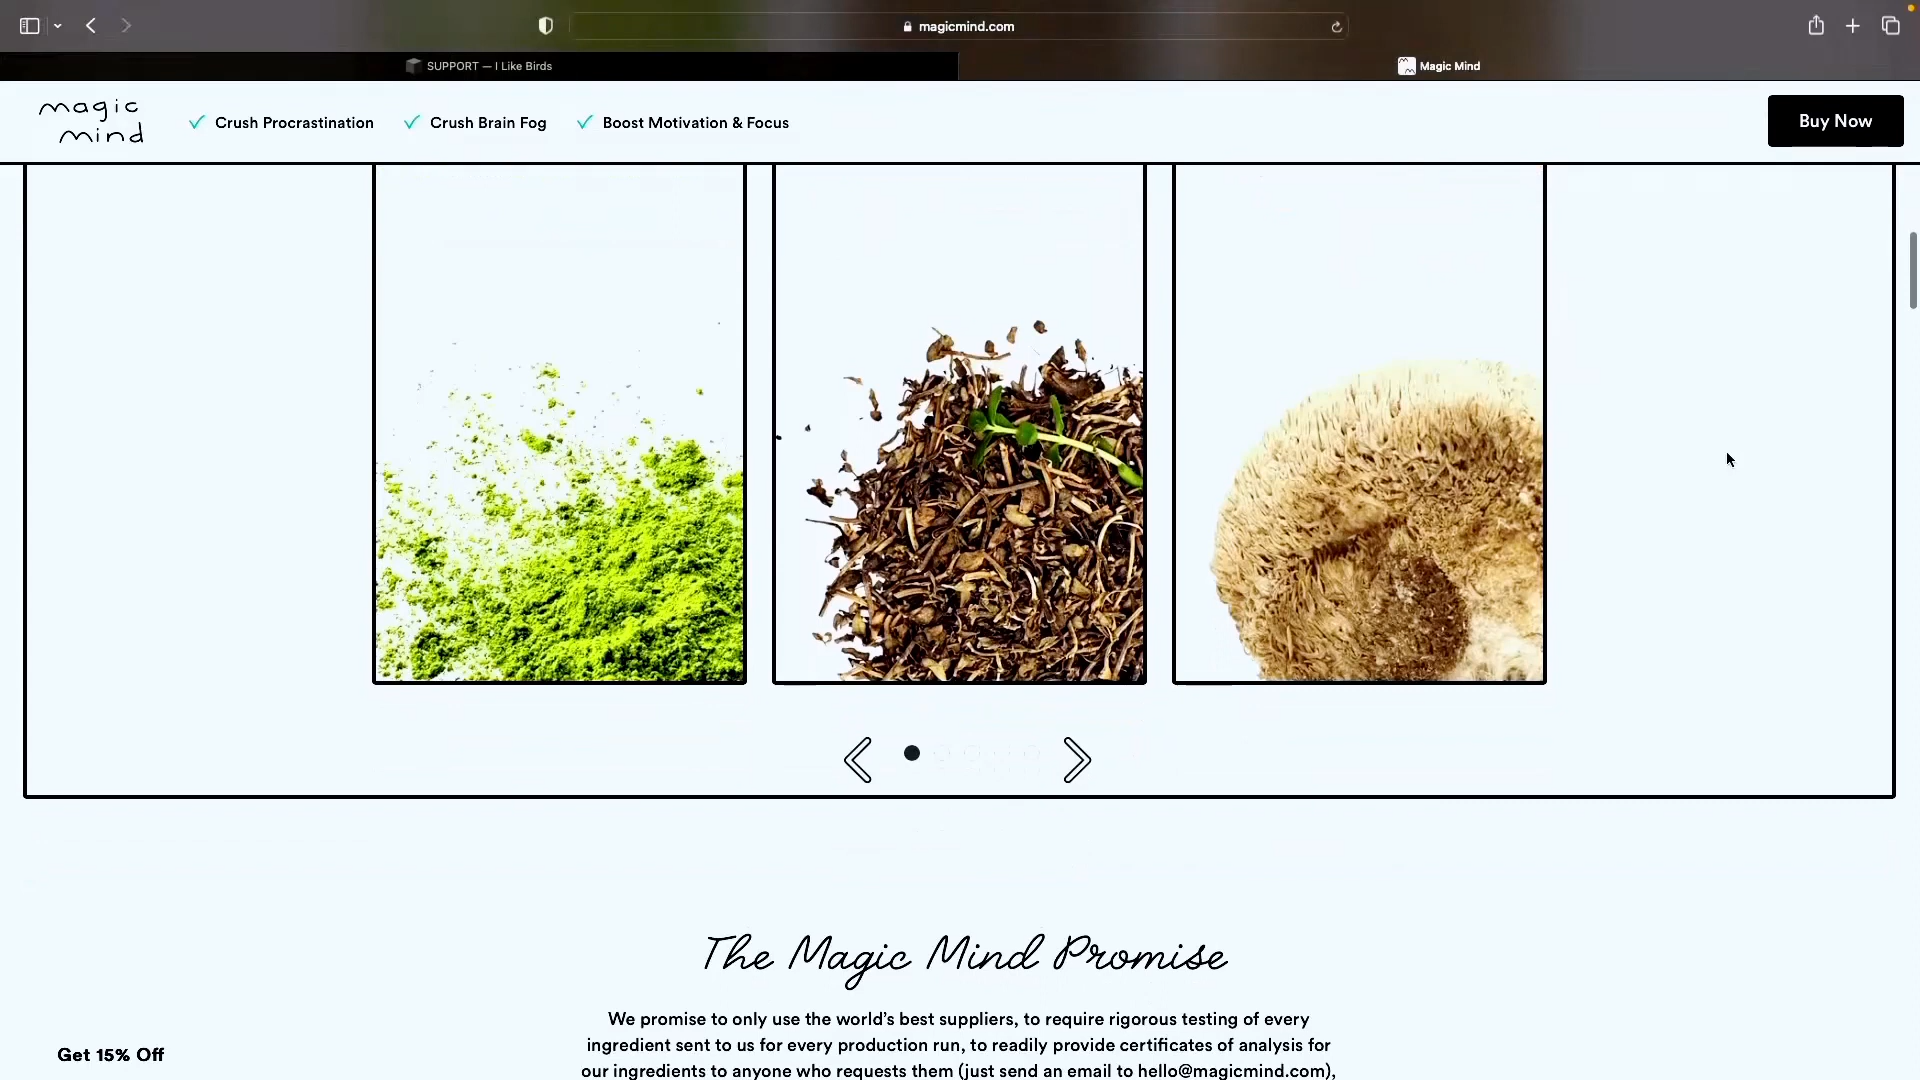 magicmind.com
SUPPORT — I Like Birds
Magic Mind
magic
mind
Crush Procrastination
Crush Brain Fog
Boost Motivation & Focus
Buy Now
The Magic Mind Promise
We promise to only use the world’s best suppliers, to require rigorous testing of every
ingredient sent to us for every production run, to readily provide certificates of analysis for
our ingredients to anyone who requests them (just send an email to hello@magicmind.com),
Get 15% Off